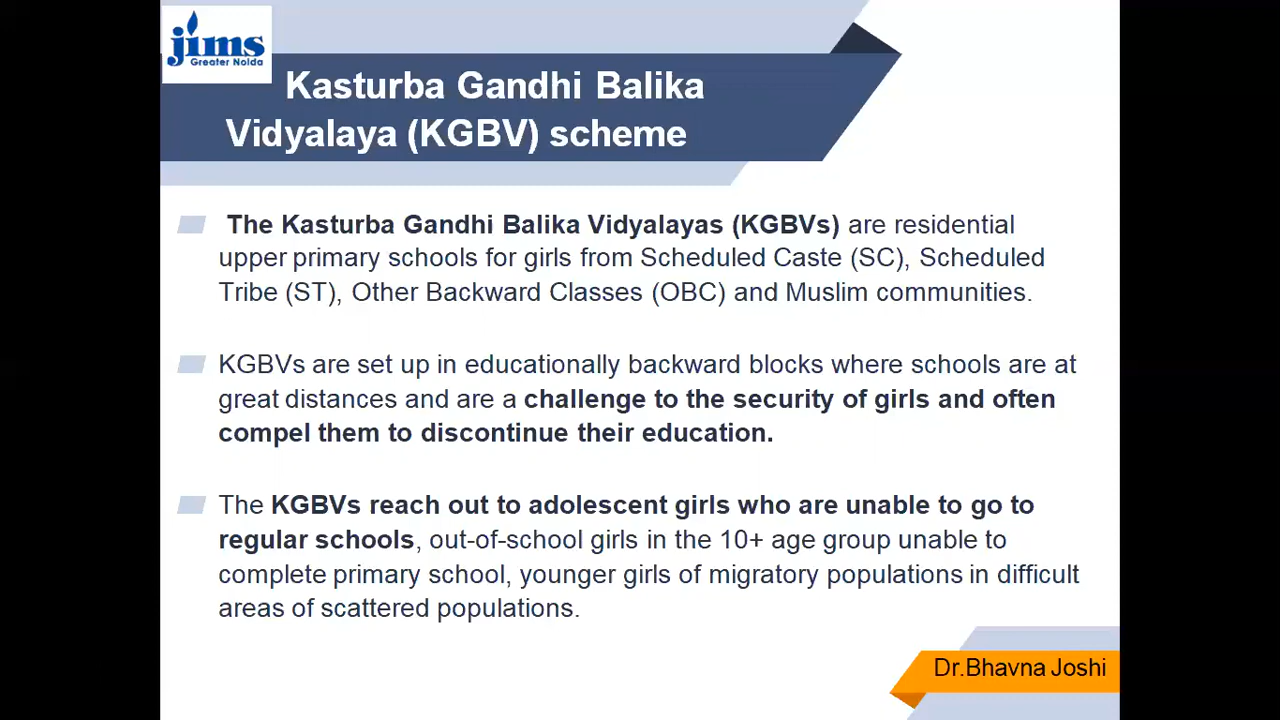 jims
Greater Noida
Kasturba Gandhi Balika
Vidyalaya (KGBV) scheme
The Kasturba Gandhi Balika Vidyalayas (KGBVs) are residential
upper primary schools for girls from Scheduled Caste (SC), Scheduled
Tribe (ST), Other Backward Classes (OBC) and Muslim communities.
KGBVs are set up in educationally backward blocks where schools are at
great distances and are a challenge to the security of girls and often
compel them to discontinue their education.
The KGBVs reach out to adolescent girls who are unable to go to
regular schools, out-of-school girls in the 10+ age group unable to
complete primary school, younger girls of migratory populations in difficult
areas of scattered populations.
Dr.Bhavna Joshi